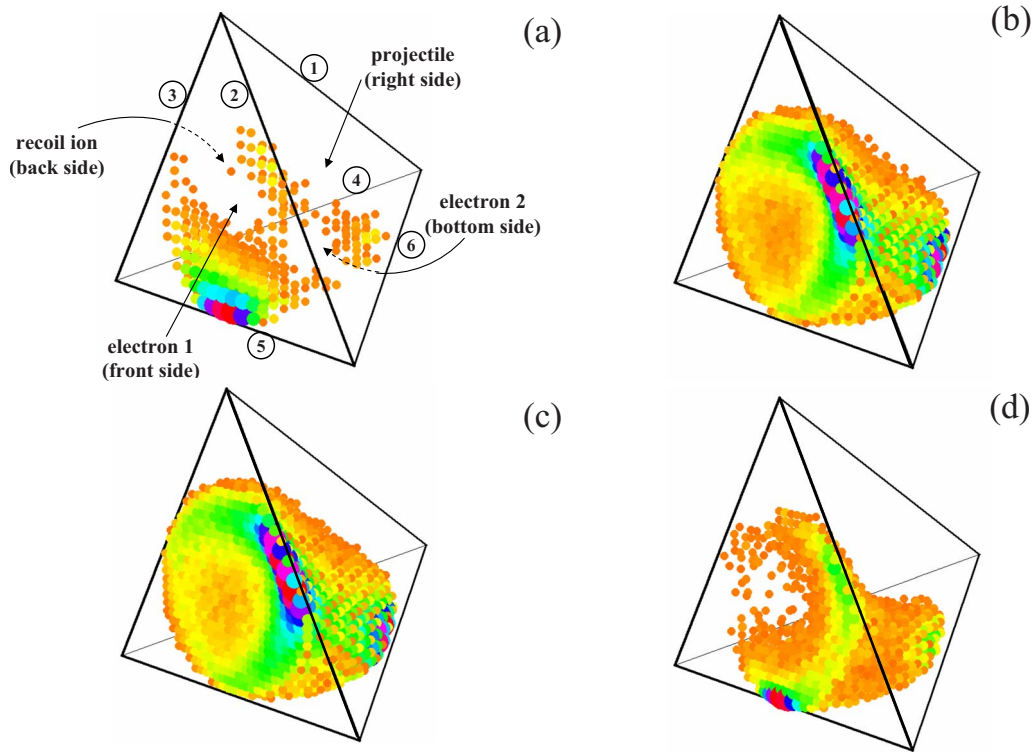 (a)
(b)
1
projectile
(right side)
3
2
recoil ion
(back side)
4
electron 2
(bottom side)
6
electron 1
(front side)
5
(c)
(d)